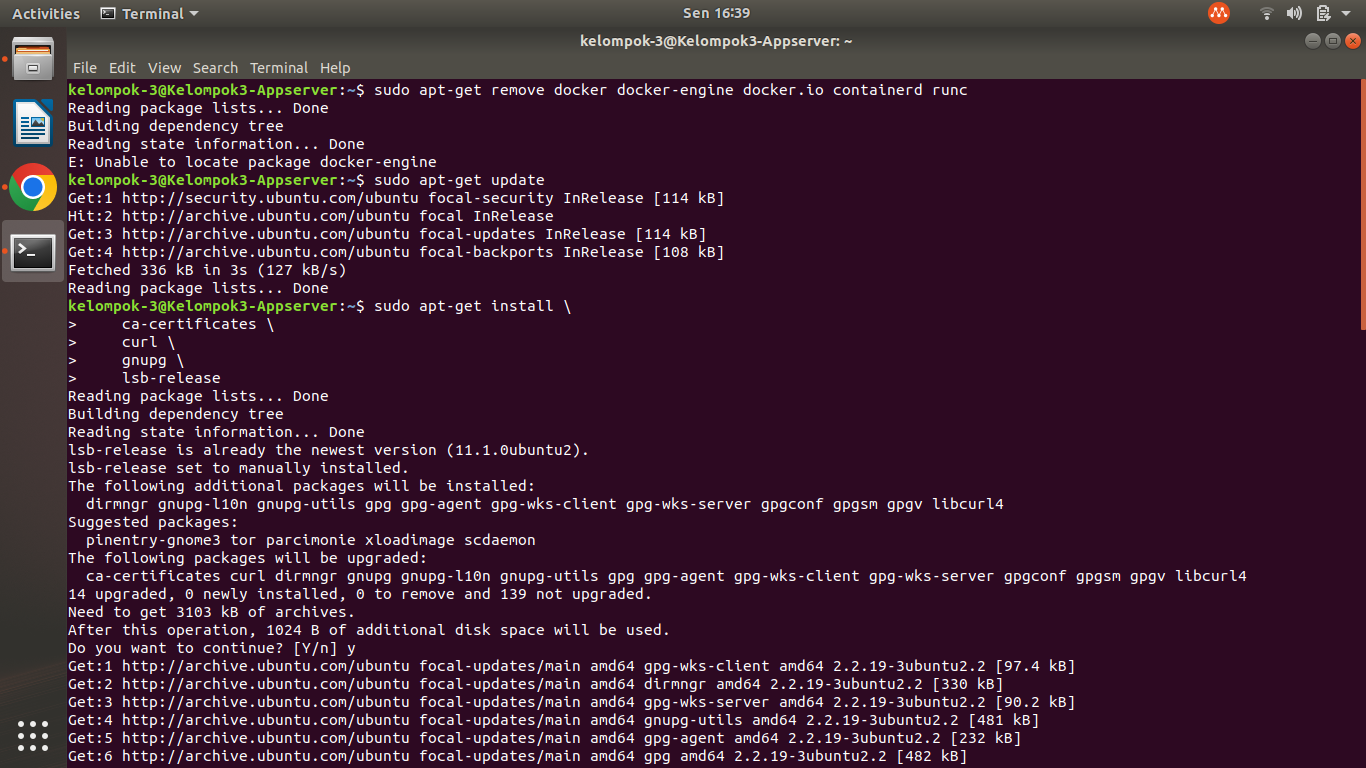 Activities Terminal Sen 16:39
kelompok-3@Kelompok3-Appserver: ~
File Edit View Search Terminal Help
kelompok-3@Kelompok3-Appserver:~$ sudo apt-get remove docker docker-engine docker.io containerd runc
Reading package lists... Done
Building dependency tree
Reading state information... Done
E: Unable to locate package docker-engine
kelompok-3@Kelompok3-Appserver:~$ sudo apt-get update
Get:1 http://security.ubuntu.com/ubuntu focal-security InRelease [114 kB]
Hit:2 http://archive.ubuntu.com/ubuntu focal InRelease
Get:3 http://archive.ubuntu.com/ubuntu focal-updates InRelease [114 kB]
Get:4 http://archive.ubuntu.com/ubuntu focal-backports InRelease [108 kB]
Fetched 336 kB in 3s (127 kB/s)
Reading package lists... Done
kelompok-3@Kelompok3-Appserver:~$ sudo apt-get install \
>     ca-certificates \
>     curl \
>     gnupg \
>     lsb-release
Reading package lists... Done
Building dependency tree
Reading state information... Done
lsb-release is already the newest version (11.1.0ubuntu2).
lsb-release set to manually installed.
The following additional packages will be installed:
  dirmngr gnupg-l10n gnupg-utils gpg gpg-agent gpg-wks-client gpg-wks-server gpgconf gpgsm gpgv libcurl4
Suggested packages:
  pinentry-gnome3 tor parcimonie xloadimage scdaemon
The following packages will be upgraded:
  ca-certificates curl dirmngr gnupg gnupg-l10n gnupg-utils gpg gpg-agent gpg-wks-client gpg-wks-server gpgconf gpgsm gpgv libcurl4
14 upgraded, 0 newly installed, 0 to remove and 139 not upgraded.
Need to get 3103 kB of archives.
After this operation, 1024 B of additional disk space will be used.
Do you want to continue? [Y/n] y
Get:1 http://archive.ubuntu.com/ubuntu focal-updates/main amd64 gpg-wks-client amd64 2.2.19-3ubuntu2.2 [97.4 kB]
Get:2 http://archive.ubuntu.com/ubuntu focal-updates/main amd64 dirmngr amd64 2.2.19-3ubuntu2.2 [330 kB]
Get:3 http://archive.ubuntu.com/ubuntu focal-updates/main amd64 gpg-wks-server amd64 2.2.19-3ubuntu2.2 [90.2 kB]
Get:4 http://archive.ubuntu.com/ubuntu focal-updates/main amd64 gnupg-utils amd64 2.2.19-3ubuntu2.2 [481 kB]
Get:5 http://archive.ubuntu.com/ubuntu focal-updates/main amd64 gpg-agent amd64 2.2.19-3ubuntu2.2 [232 kB]
Get:6 http://archive.ubuntu.com/ubuntu focal-updates/main amd64 gpg amd64 2.2.19-3ubuntu2.2 [482 kB]